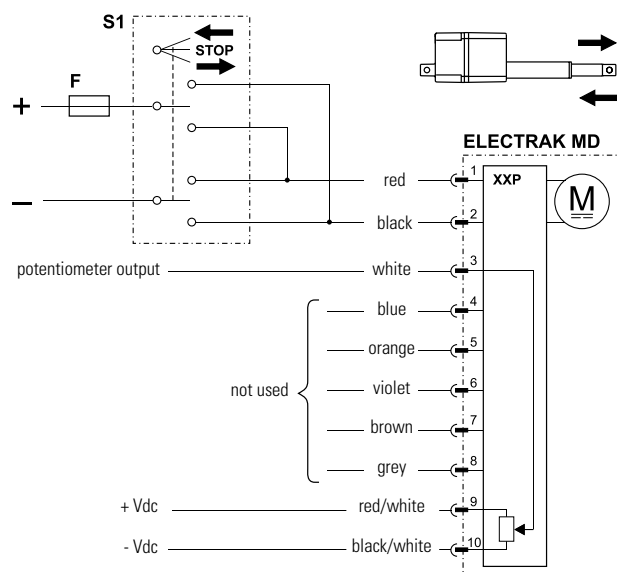 S1
STOP
F
+
–
ELECTRAK MD
red 1 XXP M
black 2
potentiometer output white 3
blue 4
orange 5
not used violet 6
brown 7
grey 8
+ Vdc red/white 9
- Vdc black/white 10